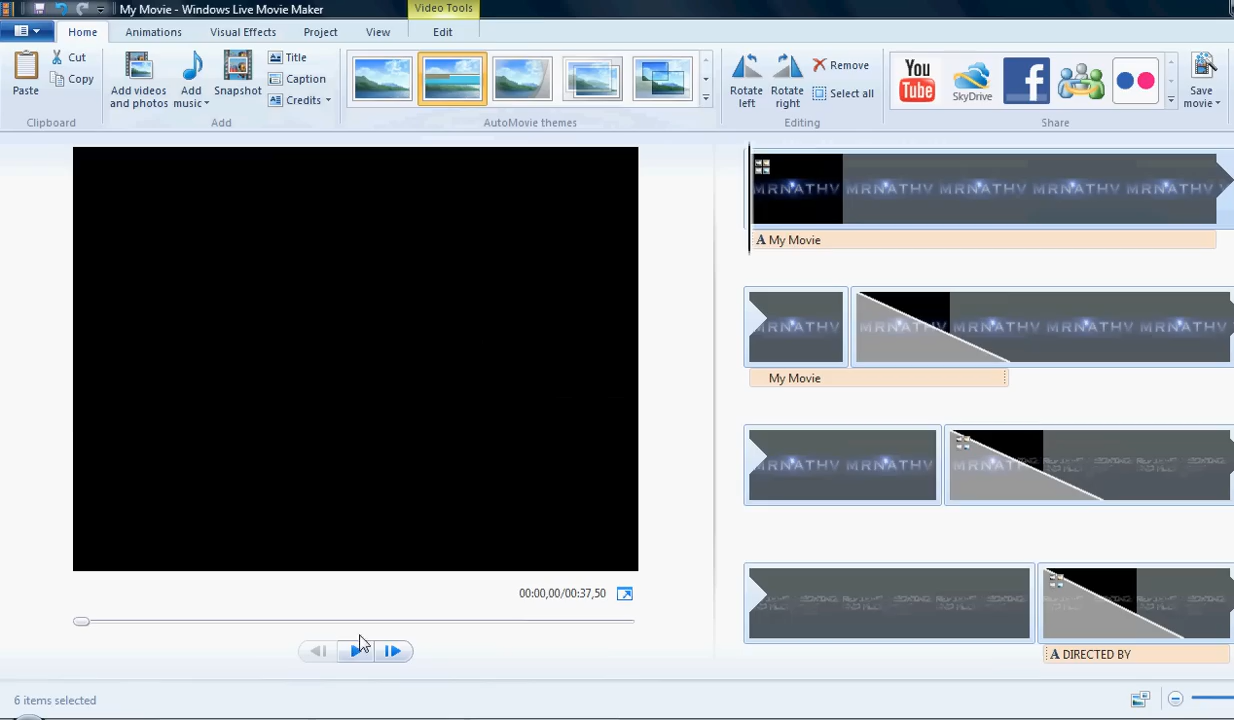 My Movie - Windows Live Movie Maker
Video Tools
Home
Animations
Visual Effects
Project
View
Edit
Paste
Cut
Copy
Clipboard
Add videos
and photos
Add
music
Snapshot
Title
Caption
Credits
Add
AutoMovie themes
Rotate
left
Rotate
right
Remove
Select all
Editing
You
Tube
SkyDrive
f
Share
Save
movie
MRNATHV MRNATHV MRNATHV MRNATHV MRNATHV
A My Movie
MRNATHV MRNATHV MRNATHV MRNATHV MRNATHV
My Movie
MRNATHV MRNATHV MRNATHV
A DIRECTED BY
00:00,00/00:37,50
6 items selected